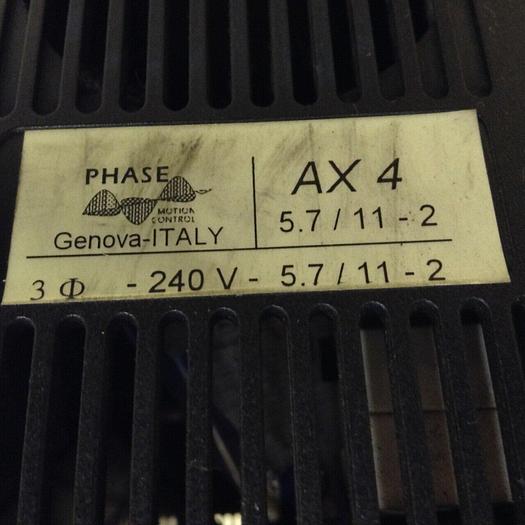 PHASE
MOTION
CONTROL
Genova-ITALY
AX 4
5.7 / 11 - 2
3 Φ - 240 V - 5.7 / 11 - 2